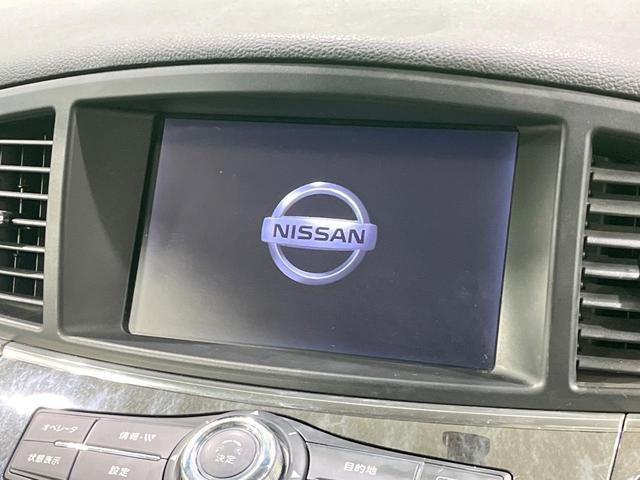 NISSAN
オペレータ
情報・VK
状態表示
設定
決定
目的地